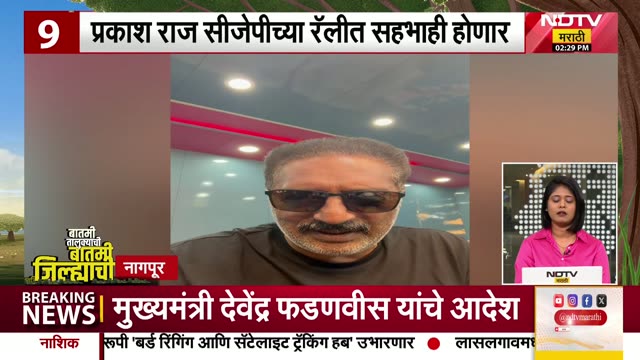 9 प्रकाश राज सीजेपीच्या रॅलीत सहभाही होणार
NDTV
मराठी
02:29 PM
बातमी
तालुक्याची
बातमी
जिल्ह्याची
नागपूर
NDTV
मराठी
BREAKING NEWS
मुख्यमंत्री देवेंद्र फडणवीस यांचे आदेश
@ndtvmarathi
नाशिक
रूपी 'बर्ड रिंगिंग आणि सॅटेलाइट ट्रॅकिंग हब' उभारणार
लासलगावमध